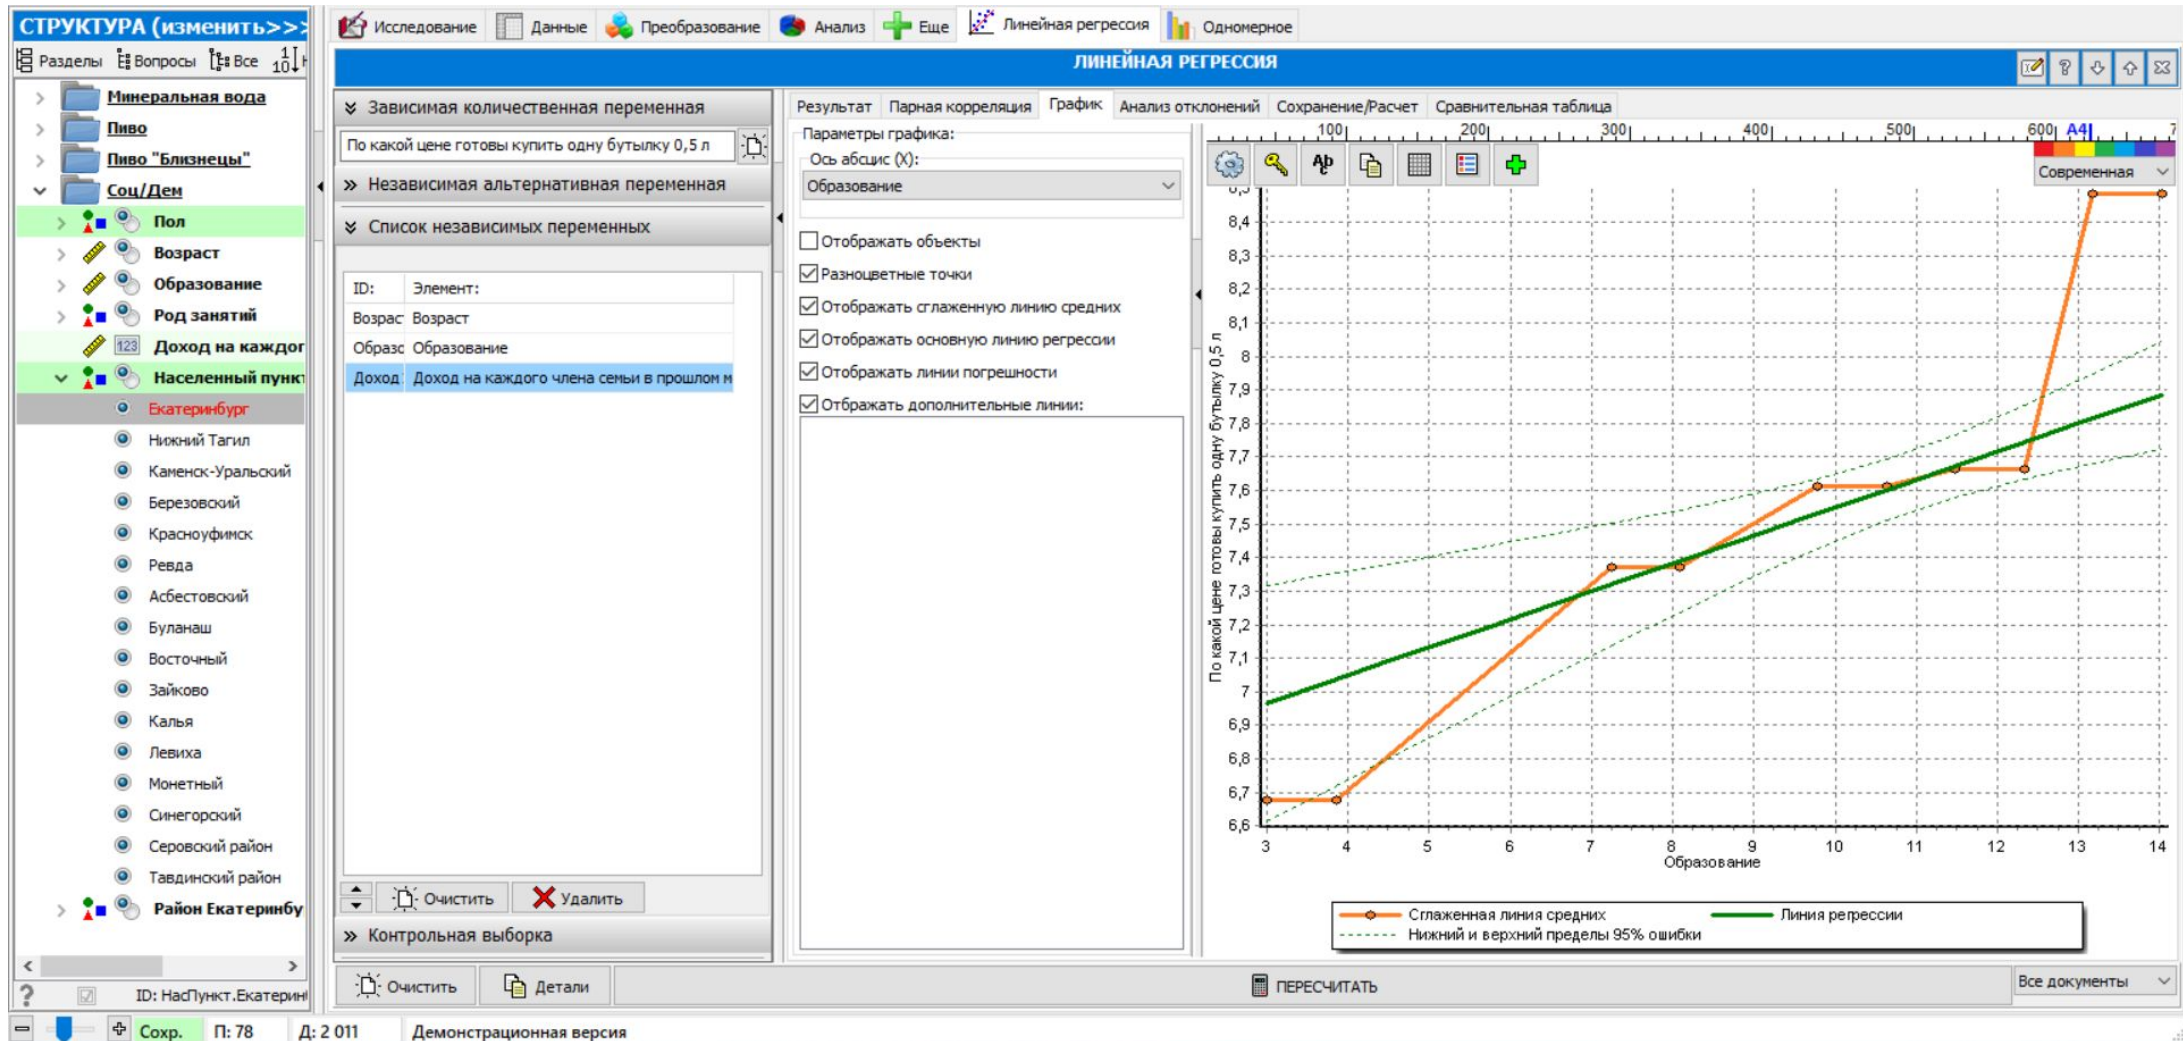 СТРУКТУРА (изменить>>>
Разделы Вопросы Все
Минеральная вода
Пиво
Пиво "Близнецы"
Соц/Дем
Пол
Возраст
Образование
Род занятий
123 Доход на каждог
Населенный пункт
Екатеринбург
Нижний Тагил
Каменск-Уральский
Березовский
Красноуфимск
Ревда
Асбестовский
Буланаш
Восточный
Зайково
Калья
Левиха
Монетный
Синегорский
Серовский район
Тавдинский район
Район Екатеринбу
ID: НасПункт.Екатерин
Сохр. П: 78 Д: 2 011 Демонстрационная версия
Исследование Данные Преобразование Анализ Еще Линейная регрессия Одномерное
ЛИНЕЙНАЯ РЕГРЕССИЯ
Зависимая количественная переменная
По какой цене готовы купить одну бутылку 0,5 л
Независимая альтернативная переменная
Список независимых переменных
ID: Элемент:
Возрас Возраст
Образо Образование
Доход Доход на каждого члена семьи в прошлом м
Очистить Удалить
Контрольная выборка
Очистить Детали ПЕРЕСЧИТАТЬ Все документы
Результат Парная корреляция График Анализ отклонений Сохранение/Расчет Сравнительная таблица
Параметры графика:
Ось абсцис (X):
Образование
Отображать объекты
Разноцветные точки
Отображать сглаженную линию средних
Отображать основную линию регрессии
Отображать линии погрешности
Отбражать дополнительные линии:
100 200 300 400 500 600 A4
Современная
8,4
8,3
8,2
8,1
8
7,9
7,8
7,7
7,6
7,5
7,4
7,3
7,2
7,1
7
6,9
6,8
6,7
6,6
По какой цене готовы купить одну бутылку 0,5 л
3 4 5 6 7 8 9 10 11 12 13 14
Образование
Сглаженная линия средних Линия регрессии
Нижний и верхний пределы 95% ошибки